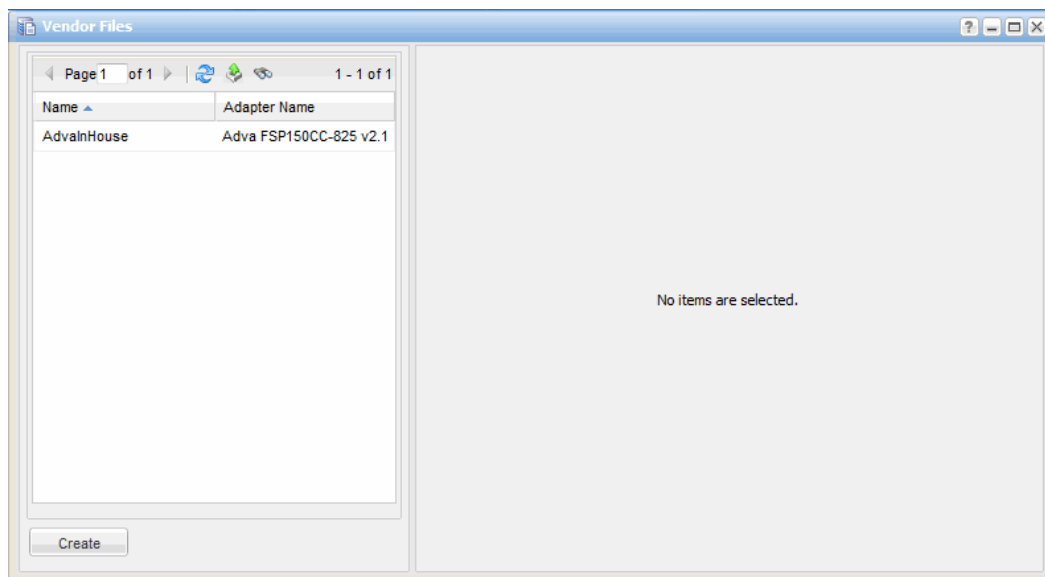 Vendor Files
Page 1 of 1 1 - 1 of 1
Name Adapter Name
AdvaInHouse Adva FSP150CC-825 v2.1
No items are selected.
Create